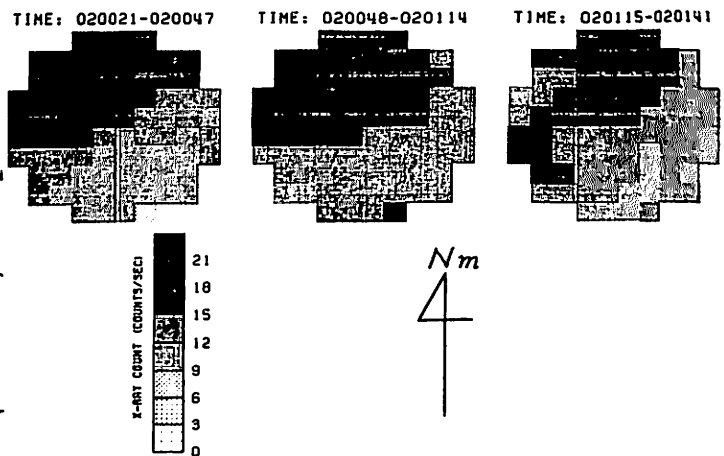 TIME: 020021-020047
TIME: 020048-020114
TIME: 020115-020141
X-RAY COUNT (COUNTS/SEC)
21
18
15
12
9
6
3
0
Nm